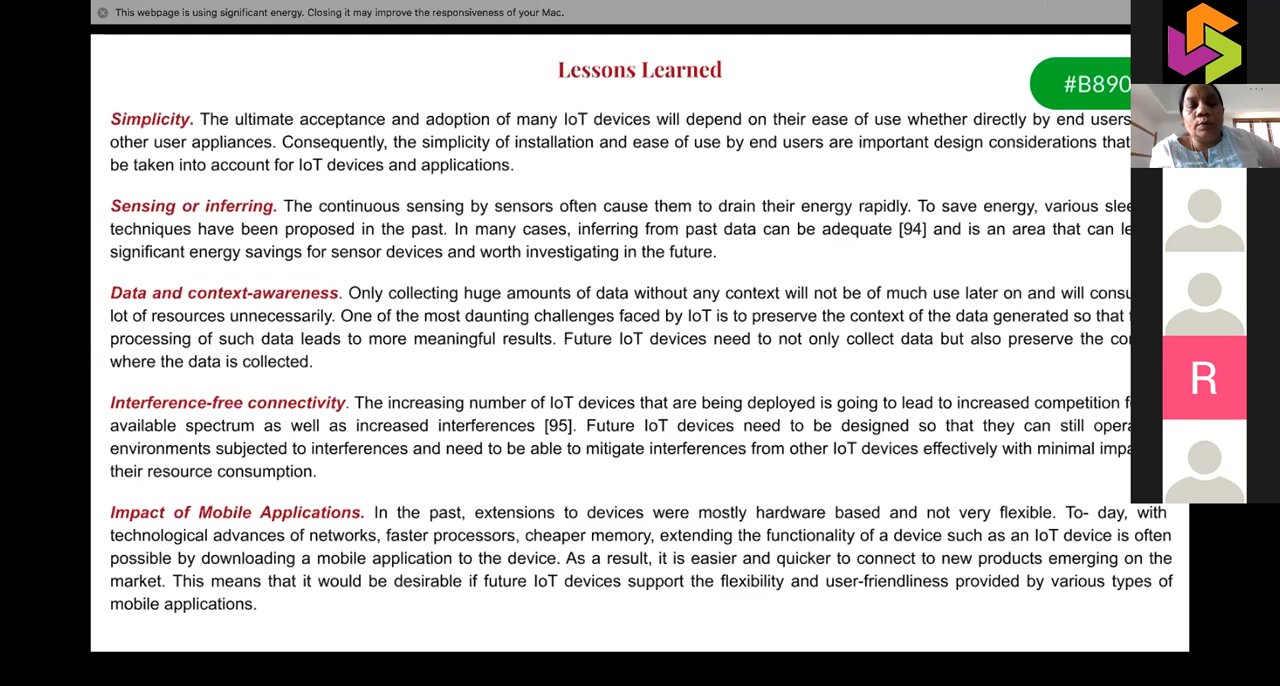 This webpage is using significant energy. Closing it may improve the responsiveness of your Mac.
Lessons Learned
#B890
Simplicity. The ultimate acceptance and adoption of many IoT devices will depend on their ease of use whether directly by end users
other user appliances. Consequently, the simplicity of installation and ease of use by end users are important design considerations that
be taken into account for IoT devices and applications.
Sensing or inferring. The continuous sensing by sensors often cause them to drain their energy rapidly. To save energy, various
techniques have been proposed in the past. In many cases, inferring from past data can be adequate [94] and is an area that can
significant energy savings for sensor devices and worth investigating in the future.
Data and context-awareness. Only collecting huge amounts of data without any context will not be of much use later on and will
lot of resources unnecessarily. One of the most daunting challenges faced by IoT is to preserve the context of the data generated so that
processing of such data leads to more meaningful results. Future IoT devices need to not only collect data but also preserve the
where the data is collected.
Interference-free connectivity. The increasing number of IoT devices that are being deployed is going to lead to increased competition
available spectrum as well as increased interferences [95]. Future IoT devices need to be designed so that they can still
environments subjected to interferences and need to be able to mitigate interferences from other IoT devices effectively with minimal
their resource consumption.
Impact of Mobile Applications. In the past, extensions to devices were mostly hardware based and not very flexible. To- day, with
technological advances of networks, faster processors, cheaper memory, extending the functionality of a device such as an IoT device is often
possible by downloading a mobile application to the device. As a result, it is easier and quicker to connect to new products emerging on the
market. This means that it would be desirable if future IoT devices support the flexibility and user-friendliness provided by various types of
mobile applications.
R